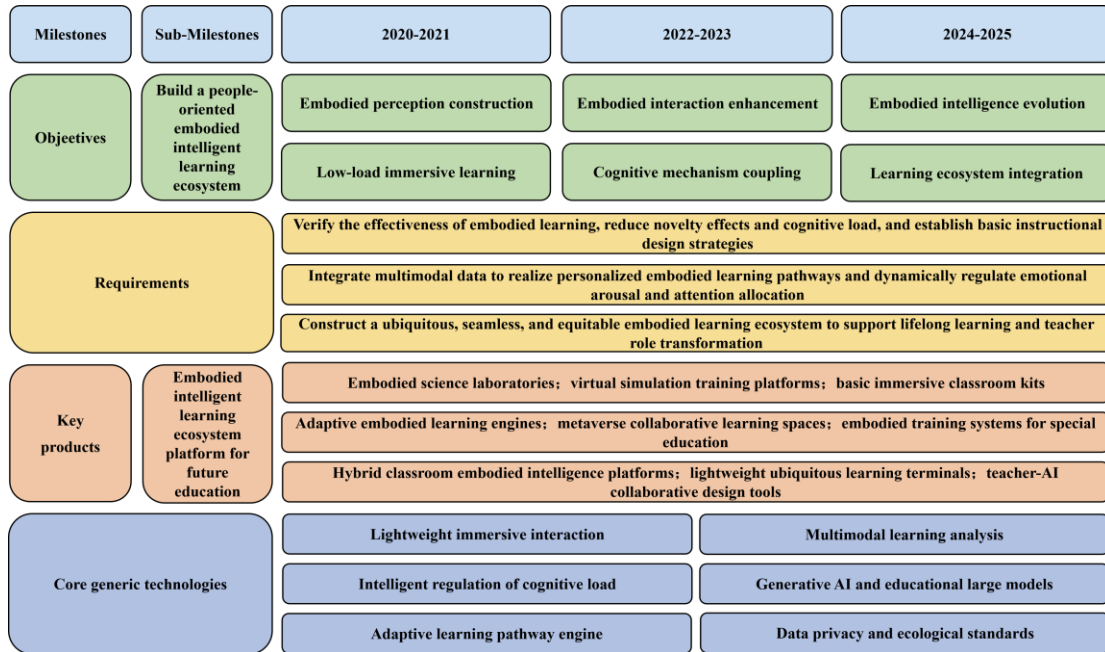 Milestones
Sub-Milestones
2020-2021
2022-2023
2024-2025
Objetives
Build a people-
oriented
embodied
intelligent
learning
ecosystem
Embodied perception construction
Embodied interaction enhancement
Embodied intelligence evolution
Low-load immersive learning
Cognitive mechanism coupling
Learning ecosystem integration
Requirements
Verify the effectiveness of embodied learning, reduce novelty effects and cognitive load, and establish basic instructional
design strategies
Integrate multimodal data to realize personalized embodied learning pathways and dynamically regulate emotional
arousal and attention allocation
Construct a ubiquitous, seamless, and equitable embodied learning ecosystem to support lifelong learning and teacher
role transformation
Key
products
Embodied
intelligent
learning
ecosystem
platform for
future
education
Embodied science laboratories；virtual simulation training platforms；basic immersive classroom kits
Adaptive embodied learning engines；metaverse collaborative learning spaces；embodied training systems for special
education
Hybrid classroom embodied intelligence platforms；lightweight ubiquitous learning terminals；teacher-AI
collaborative design tools
Core generic technologies
Lightweight immersive interaction
Multimodal learning analysis
Intelligent regulation of cognitive load
Generative AI and educational large models
Adaptive learning pathway engine
Data privacy and ecological standards